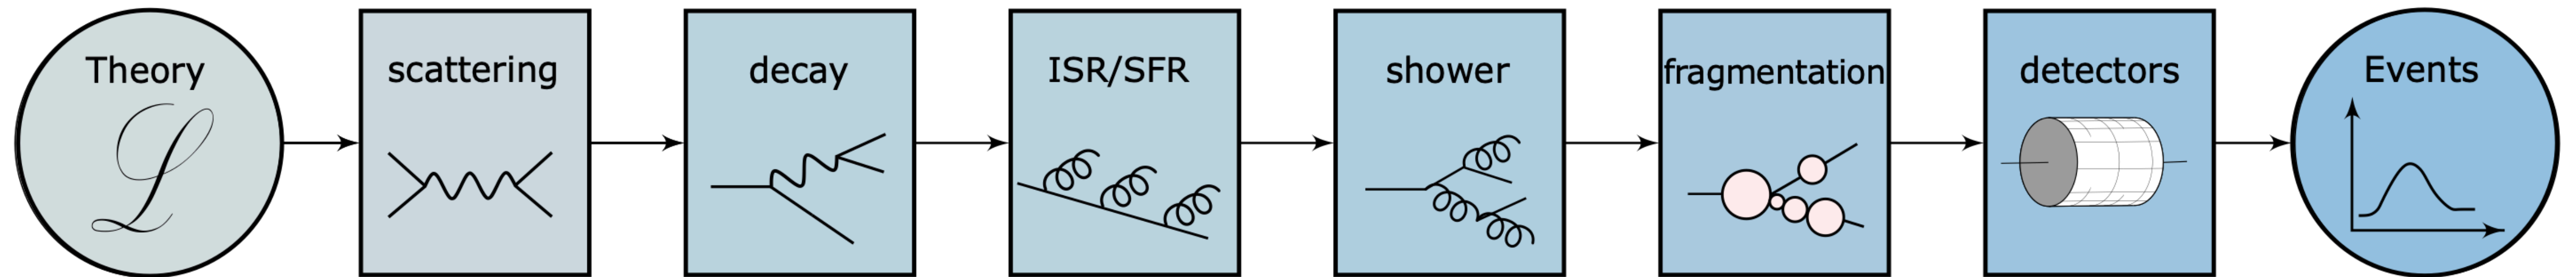 Theory
ℒ
scattering
decay
ISR/SFR
shower
fragmentation
detectors
Events